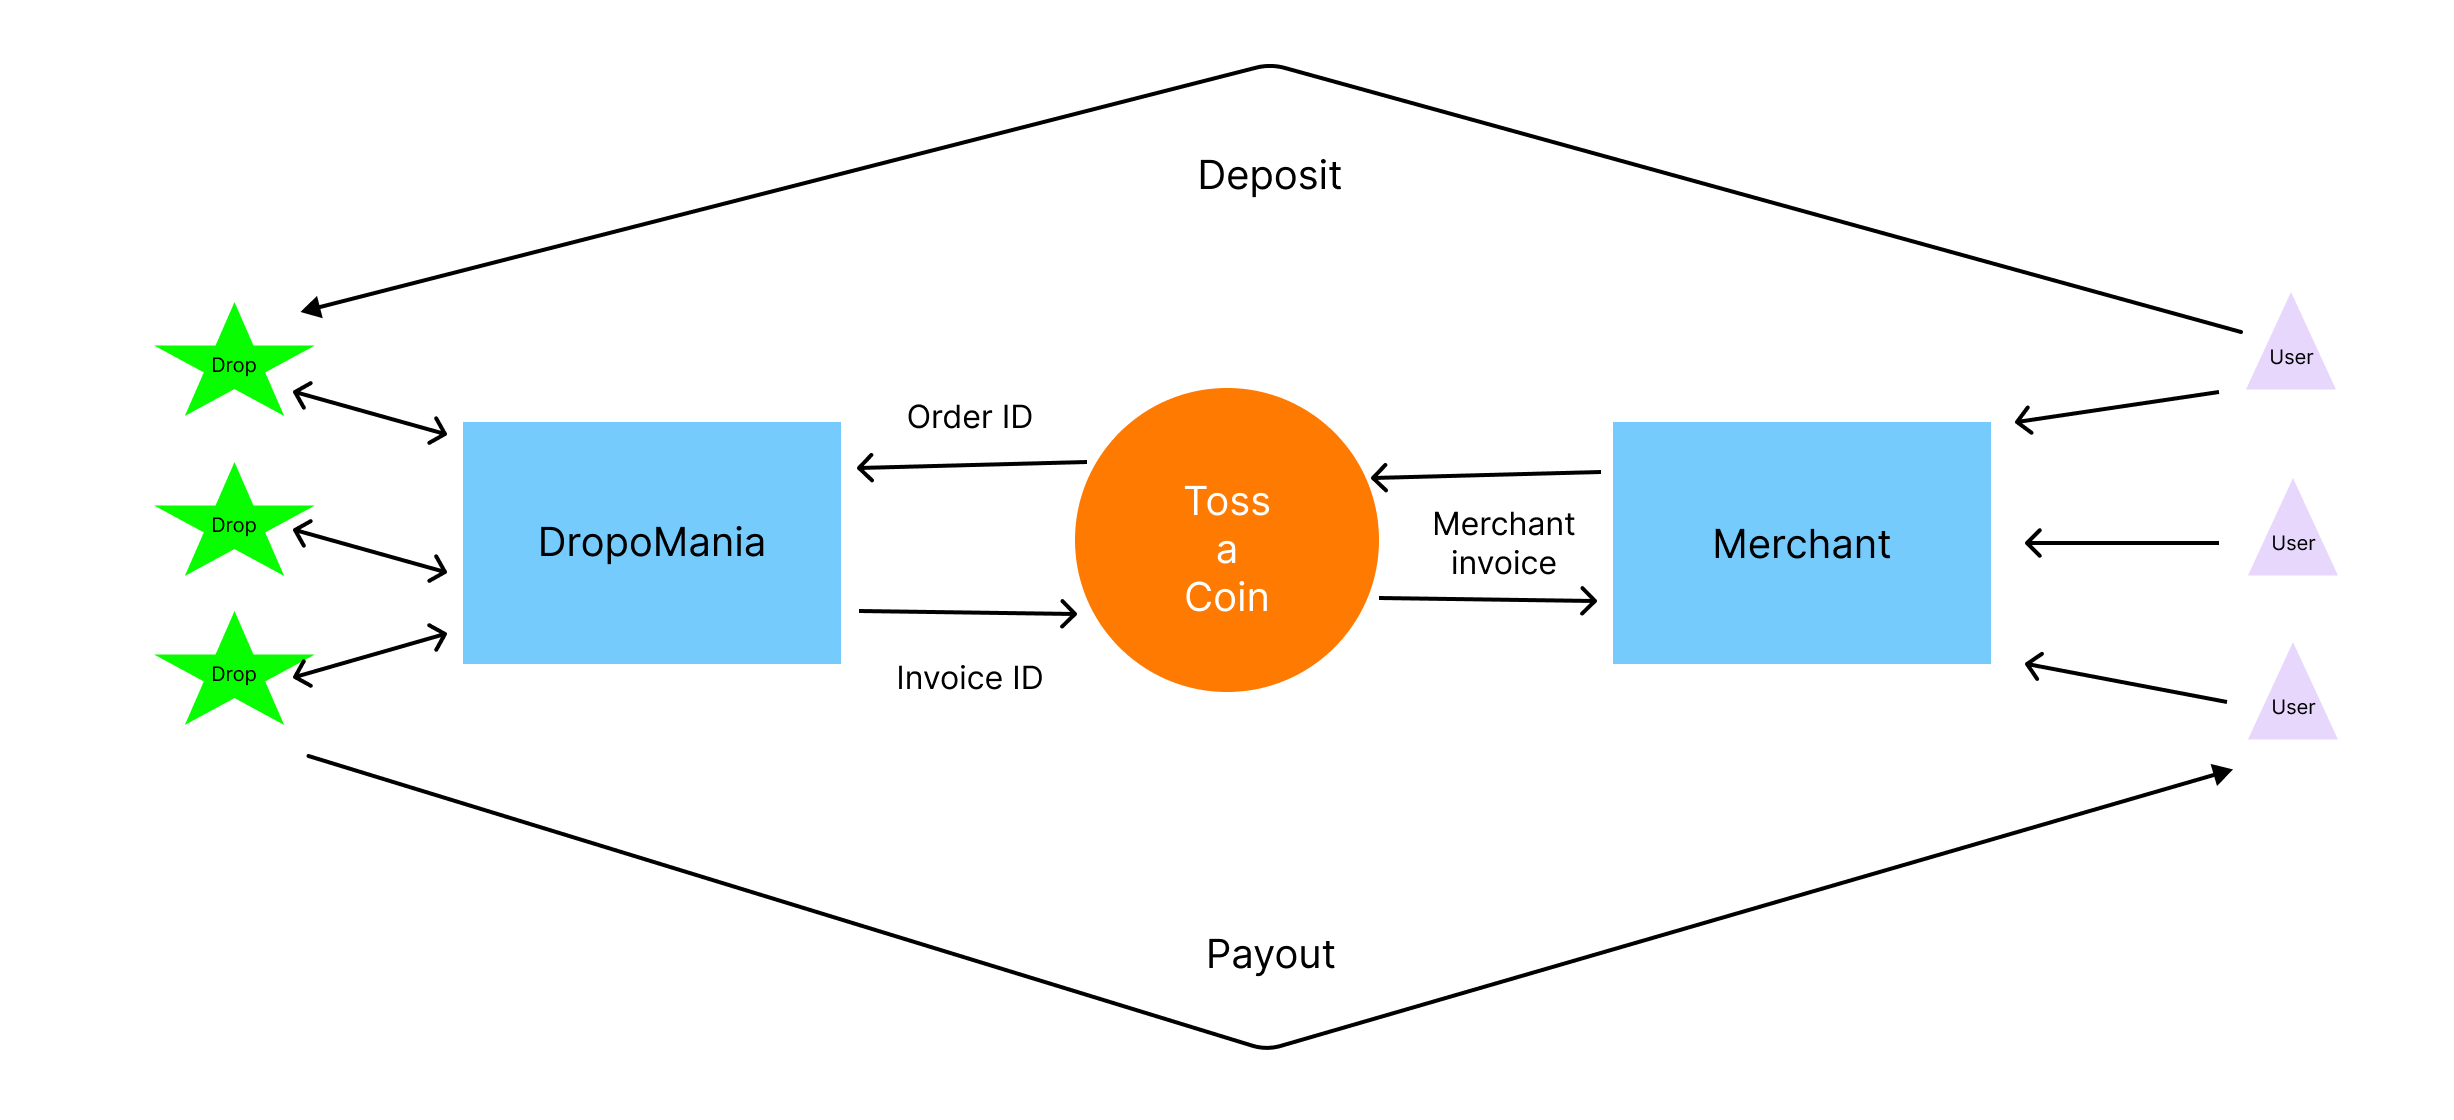 Deposit
Drop
User
Order ID
Toss
a
Coin
Merchant
invoice
Drop
DropoMania
Merchant
User
Drop
Invoice ID
User
Payout